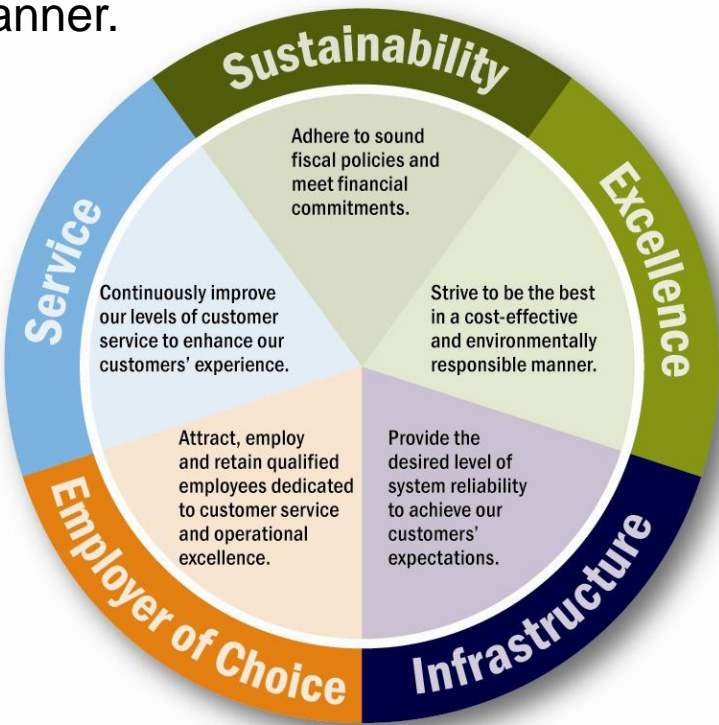 anner.
Sustainability
Adhere to sound
fiscal policies and
meet financial
commitments.
Excellence
Strive to be the best
in a cost-effective
and environmentally
responsible manner.
Infrastructure
Provide the
desired level of
system reliability
to achieve our
customers’
expectations.
Employer of Choice
Attract, employ
and retain qualified
employees dedicated
to customer service
and operational
excellence.
Service
Continuously improve
our levels of customer
service to enhance our
customers’ experience.